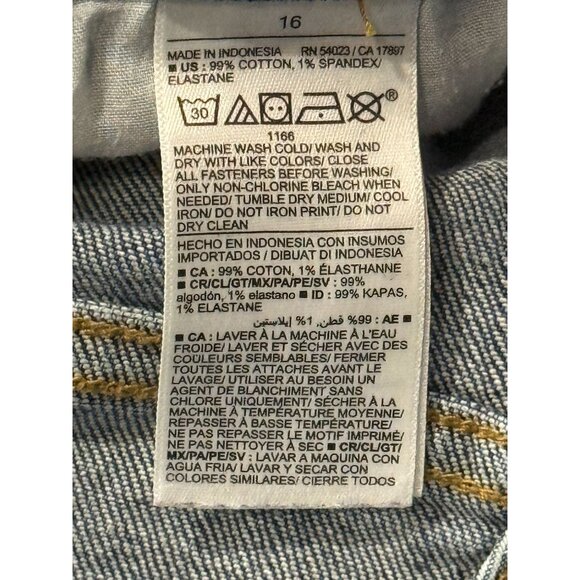 16
MADE IN INDONESIA RN 54023 / CA 17897
■ US : 99% COTTON, 1% SPANDEX/
ELASTANE
30 ®
1166
MACHINE WASH COLD/ WASH AND
DRY WITH LIKE COLORS/ CLOSE
ALL FASTENERS BEFORE WASHING/
ONLY NON-CHLORINE BLEACH WHEN
NEEDED/ TUMBLE DRY MEDIUM/ COOL
IRON/ DO NOT IRON PRINT/ DO NOT
DRY CLEAN
HECHO EN INDONESIA CON INSUMOS
IMPORTADOS / DIBUAT DI INDONESIA
■ CA : 99% COTTON, 1% ÉLASTHANNE
■ CR/CL/GT/MX/PA/PE/SV : 99%
algodón, 1% elastano ■ ID : 99% KAPAS,
1% ELASTANE
■ AE : 99% قطن, 1% إيلاستين
■ CA : LAVER À LA MACHINE À L'EAU
FROIDE/ LAVER ET SÉCHER AVEC DES
COULEURS SEMBLABLES/ FERMER
TOUTES LES ATTACHES AVANT LE
LAVAGE/ UTILISER AU BESOIN UN
AGENT DE BLANCHIMENT SANS
CHLORE UNIQUEMENT/ SÉCHER À LA
MACHINE À TEMPÉRATURE MOYENNE/
REPASSER À BASSE TEMPÉRATURE/
NE PAS REPASSER LE MOTIF IMPRIMÉ/
NE PAS NETTOYER À SEC ■ CR/CL/GT/
MX/PA/PE/SV : LAVAR A MAQUINA CON
AGUA FRIA/ LAVAR Y SECAR CON
COLORES SIMILARES/ CIERRE TODOS